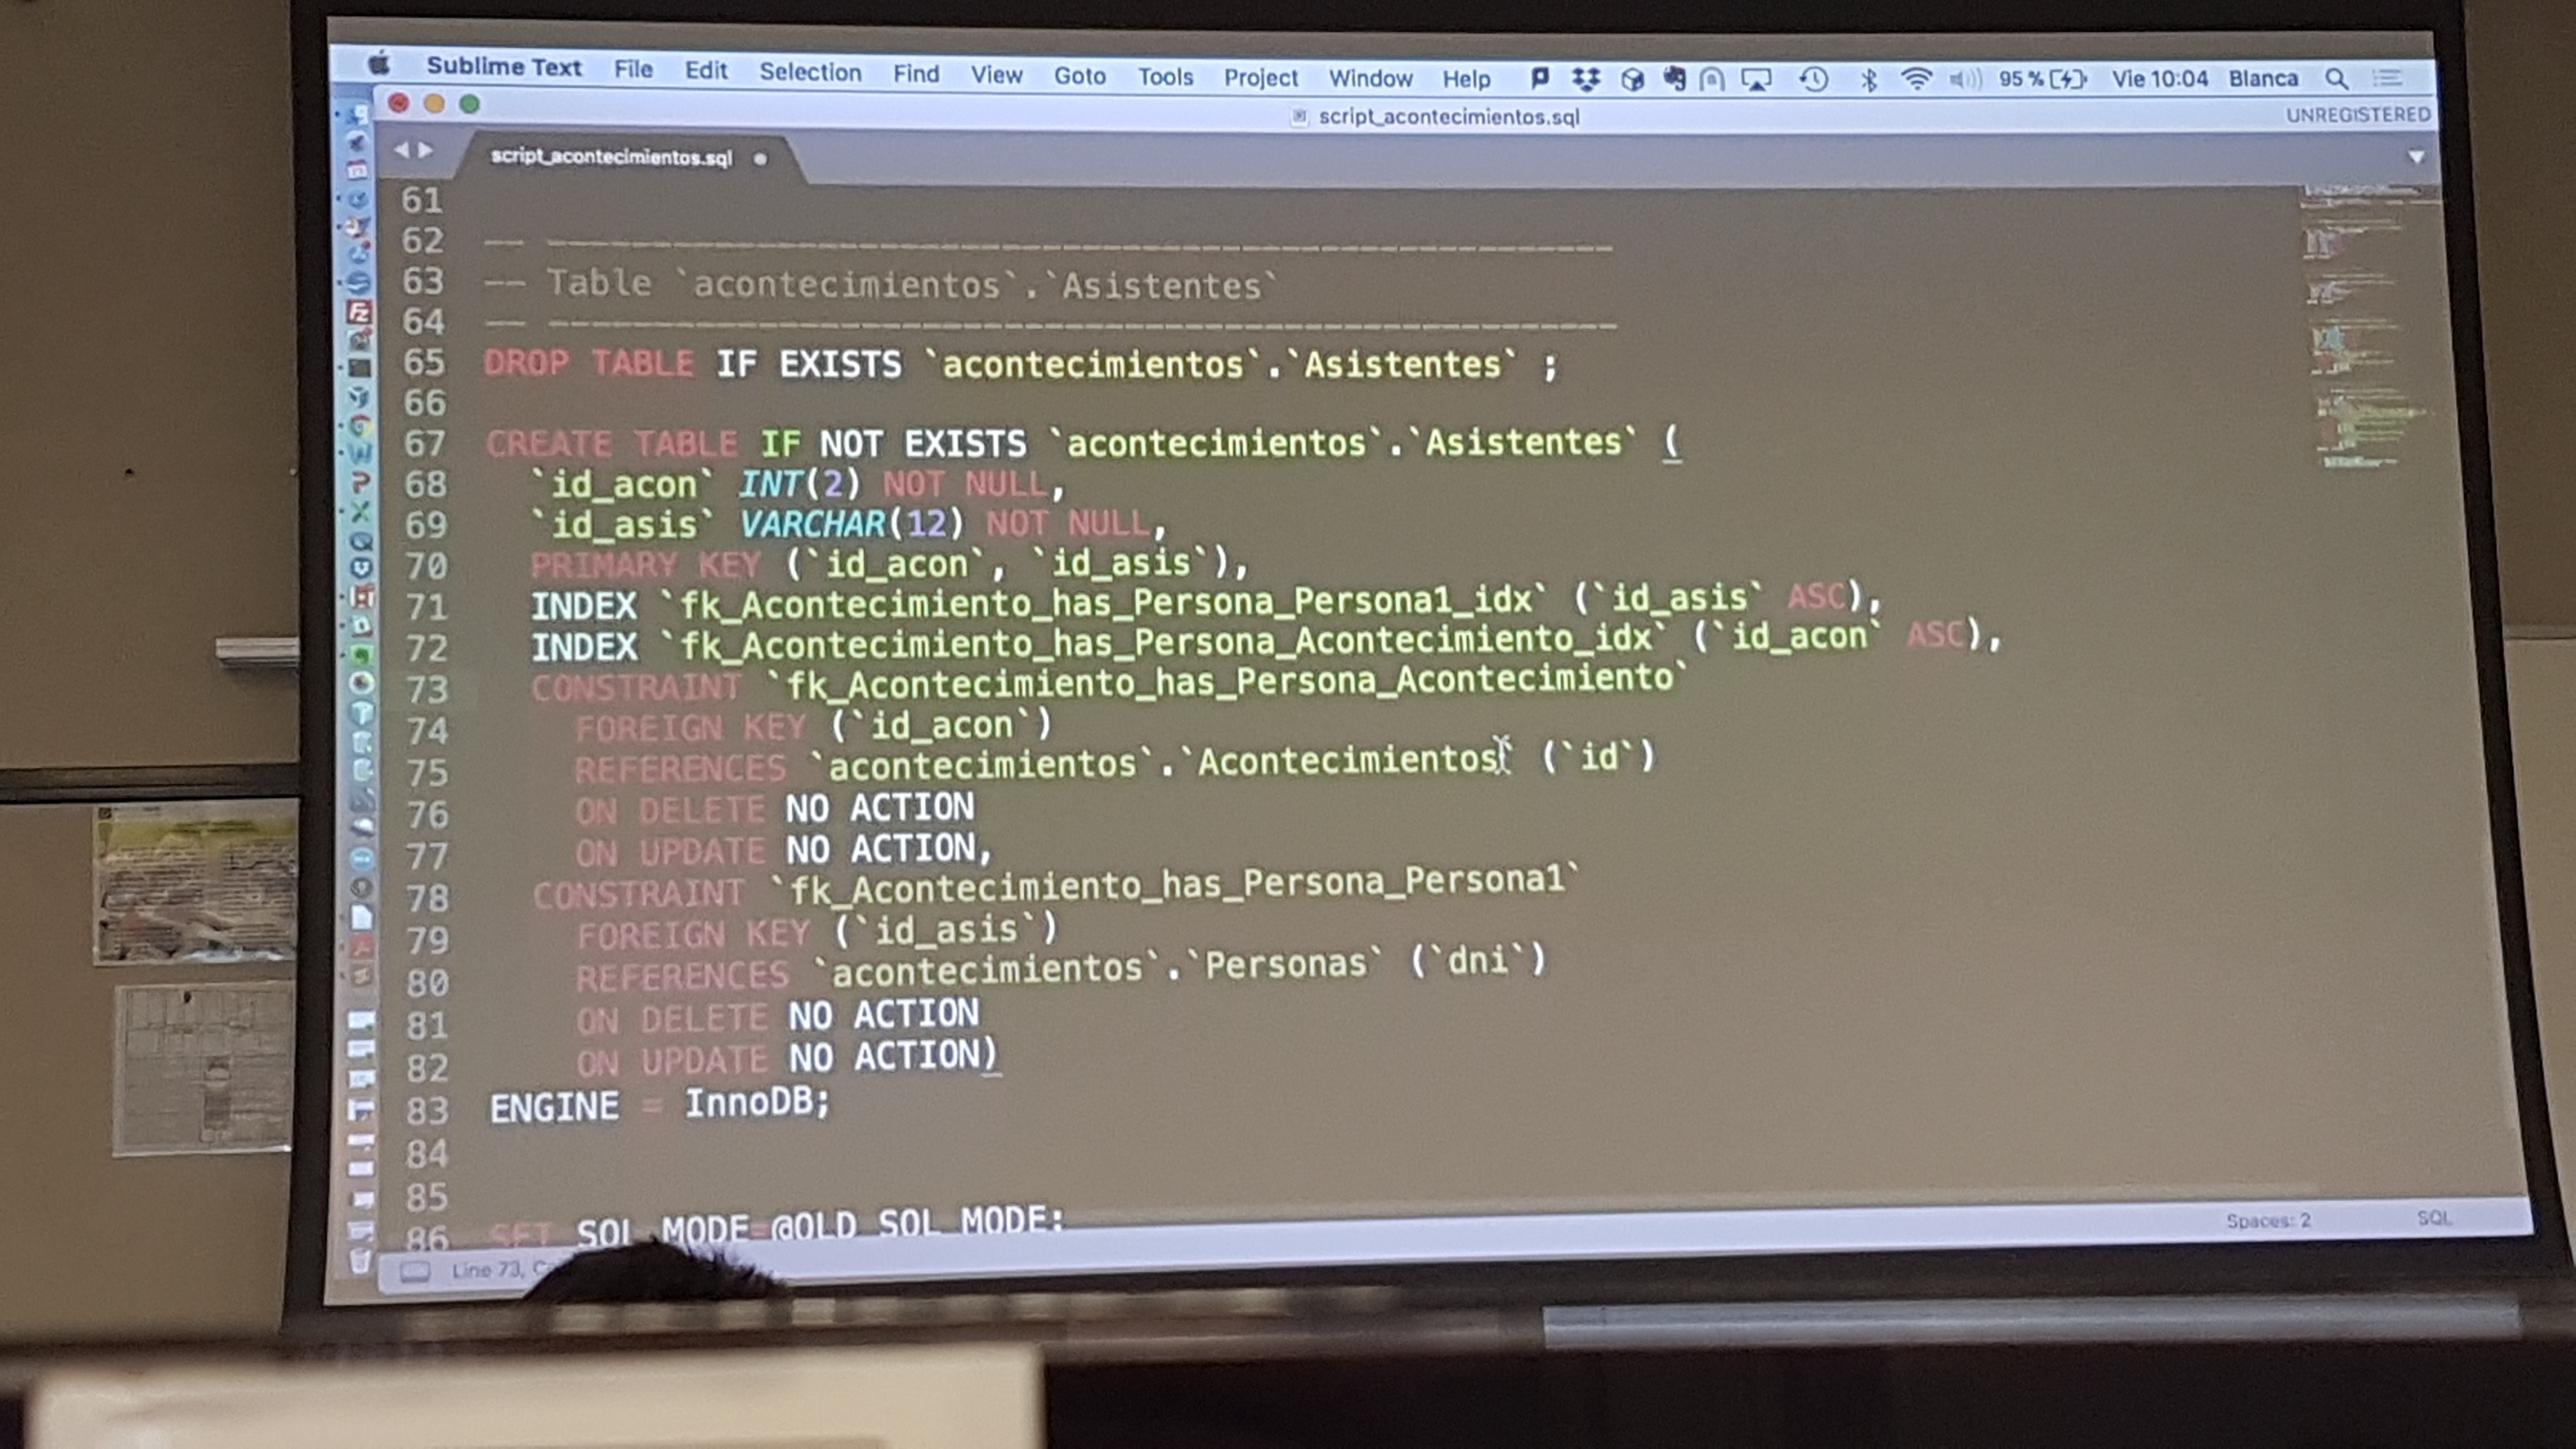 Sublime Text File Edit Selection Find View Goto Tools Project Window Help 95 % Vie 10:04 Blanca
script_acontecimientos.sql UNREGISTERED
script_acontecimientos.sql
61
62 -- -----------------------------------------------------
63 -- Table `acontecimientos`.`Asistentes`
64 -- -----------------------------------------------------
65 DROP TABLE IF EXISTS `acontecimientos`.`Asistentes` ;
66
67 CREATE TABLE IF NOT EXISTS `acontecimientos`.`Asistentes` (
68 `id_acon` INT(2) NOT NULL,
69 `id_asis` VARCHAR(12) NOT NULL,
70 PRIMARY KEY (`id_acon`, `id_asis`),
71 INDEX `fk_Acontecimiento_has_Persona_Persona1_idx` (`id_asis` ASC),
72 INDEX `fk_Acontecimiento_has_Persona_Acontecimiento_idx` (`id_acon` ASC),
73 CONSTRAINT `fk_Acontecimiento_has_Persona_Acontecimiento`
74 FOREIGN KEY (`id_acon`)
75 REFERENCES `acontecimientos`.`Acontecimientos` (`id`)
76 ON DELETE NO ACTION
77 ON UPDATE NO ACTION,
78 CONSTRAINT `fk_Acontecimiento_has_Persona_Persona1`
79 FOREIGN KEY (`id_asis`)
80 REFERENCES `acontecimientos`.`Personas` (`dni`)
81 ON DELETE NO ACTION
82 ON UPDATE NO ACTION)
83 ENGINE = InnoDB;
84
85
86 SET SQL_MODE=@OLD_SQL_MODE;
Line 73, Spaces: 2 SQL